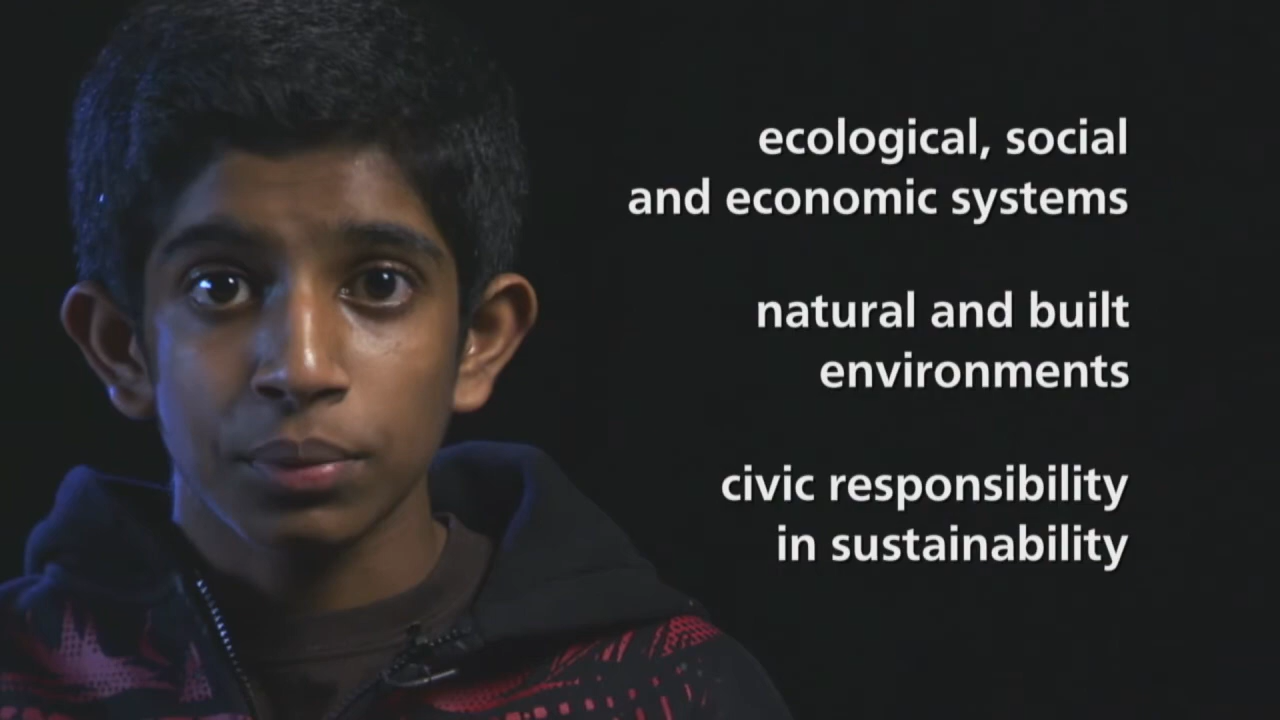 ecological, social
and economic systems
natural and built
environments
civic responsibility
in sustainability